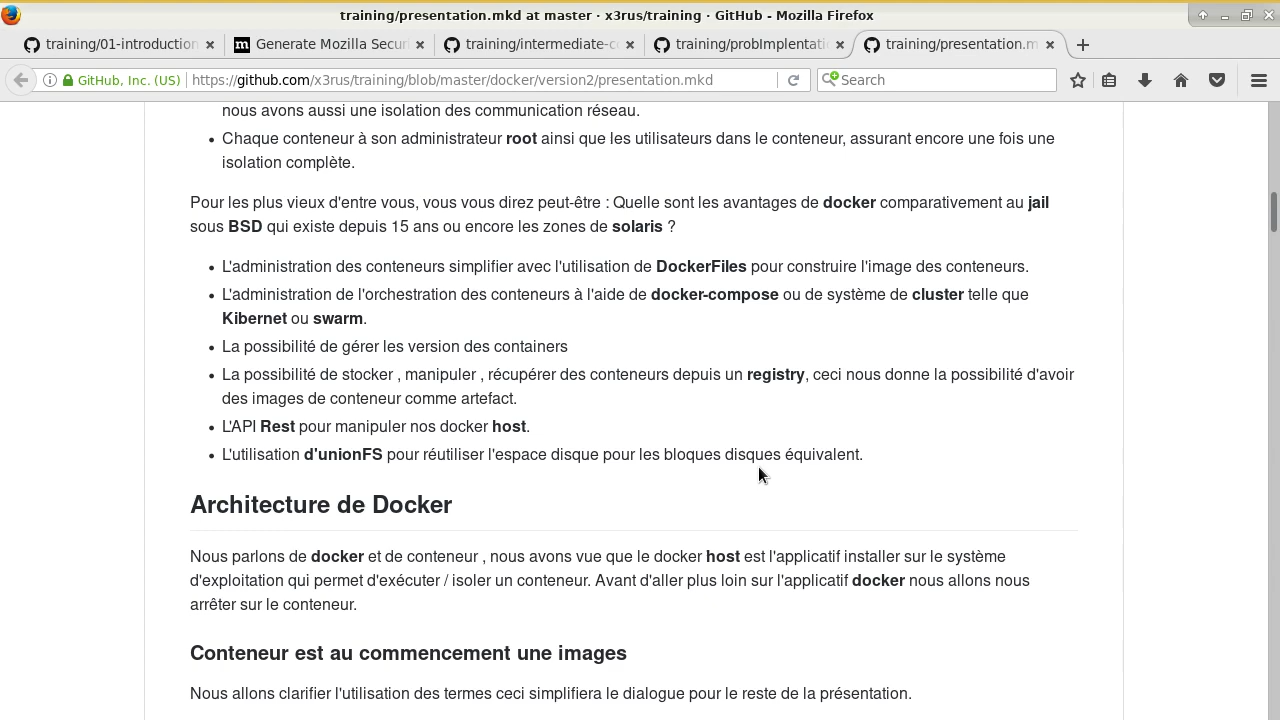 training/presentation.mkd at master · x3rus/training · GitHub - Mozilla Firefox
training/01-introduction
Generate Mozilla Secur
training/intermediate-c
training/probImplentati
training/presentation.m
GitHub, Inc. (US)
https://github.com/x3rus/training/blob/master/docker/version2/presentation.mkd
Search
nous avons aussi une isolation des communication réseau.
• Chaque conteneur à son administrateur root ainsi que les utilisateurs dans le conteneur, assurant encore une fois une
isolation complète.
Pour les plus vieux d'entre vous, vous vous direz peut-être : Quelle sont les avantages de docker comparativement au jail
sous BSD qui existe depuis 15 ans ou encore les zones de solaris ?
• L'administration des conteneurs simplifier avec l'utilisation de DockerFiles pour construire l'image des conteneurs.
• L'administration de l'orchestration des conteneurs à l'aide de docker-compose ou de système de cluster telle que
Kibernet ou swarm.
• La possibilité de gérer les version des containers
• La possibilité de stocker , manipuler , récupérer des conteneurs depuis un registry, ceci nous donne la possibilité d'avoir
des images de conteneur comme artefact.
• L'API Rest pour manipuler nos docker host.
• L'utilisation d'unionFS pour réutiliser l'espace disque pour les bloques disques équivalent.
Architecture de Docker
Nous parlons de docker et de conteneur , nous avons vue que le docker host est l'applicatif installer sur le système
d'exploitation qui permet d'exécuter / isoler un conteneur. Avant d'aller plus loin sur l'applicatif docker nous allons nous
arrêter sur le conteneur.
Conteneur est au commencement une images
Nous allons clarifier l'utilisation des termes ceci simplifiera le dialogue pour le reste de la présentation.